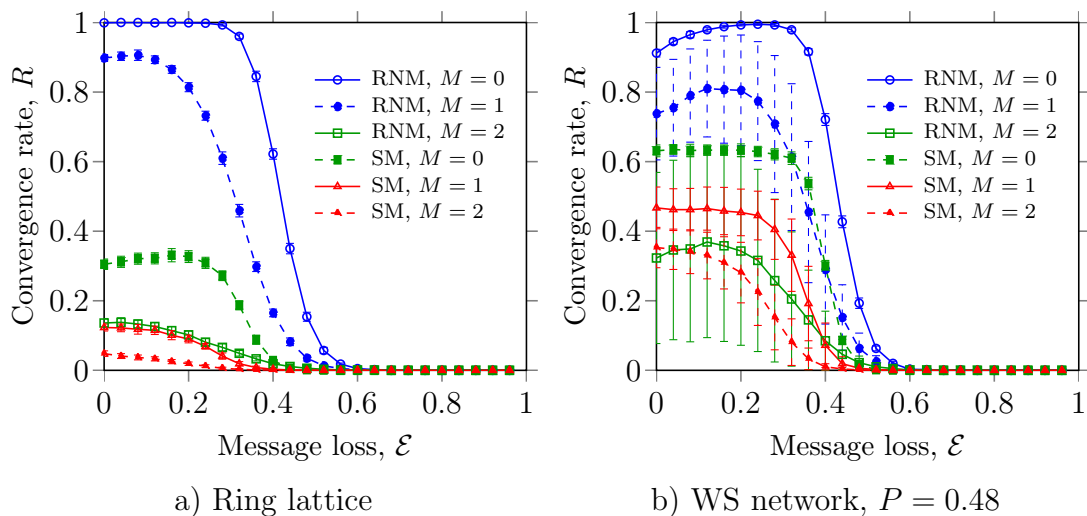 Convergence rate, R
1
0.8
0.6
0.4
0.2
0
0 0.2 0.4 0.6 0.8 1
RNM, M = 0
RNM, M = 1
RNM, M = 2
SM, M = 0
SM, M = 1
SM, M = 2
Message loss, ℰ
a) Ring lattice
Convergence rate, R
1
0.8
0.6
0.4
0.2
0
0 0.2 0.4 0.6 0.8 1
RNM, M = 0
RNM, M = 1
RNM, M = 2
SM, M = 0
SM, M = 1
SM, M = 2
Message loss, ℰ
b) WS network, P = 0.48